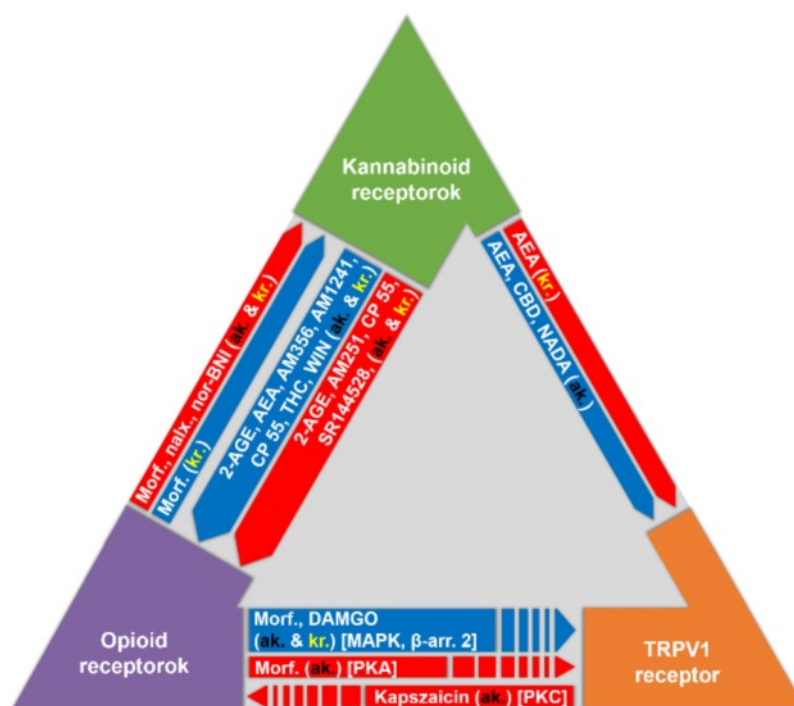 Kannabinoid
receptorok
Morf., nalx., nor-BNI (ak. & kr.)
Morf. (kr.)
2-AGE, AEA, AM356, AM1241,
CP 55, THC, WIN (ak. & kr.)
2-AGE, AM251, CP 55,
SR144528, (ak. & kr.)
AEA (kr.)
AEA, CBD, NADA (ak.)
Opioid
receptorok
Morf., DAMGO
(ak. & kr.) [MAPK, β-arr. 2]
Morf. (ak.) [PKA]
Kapszaicin (ak.) [PKC]
TRPV1
receptor